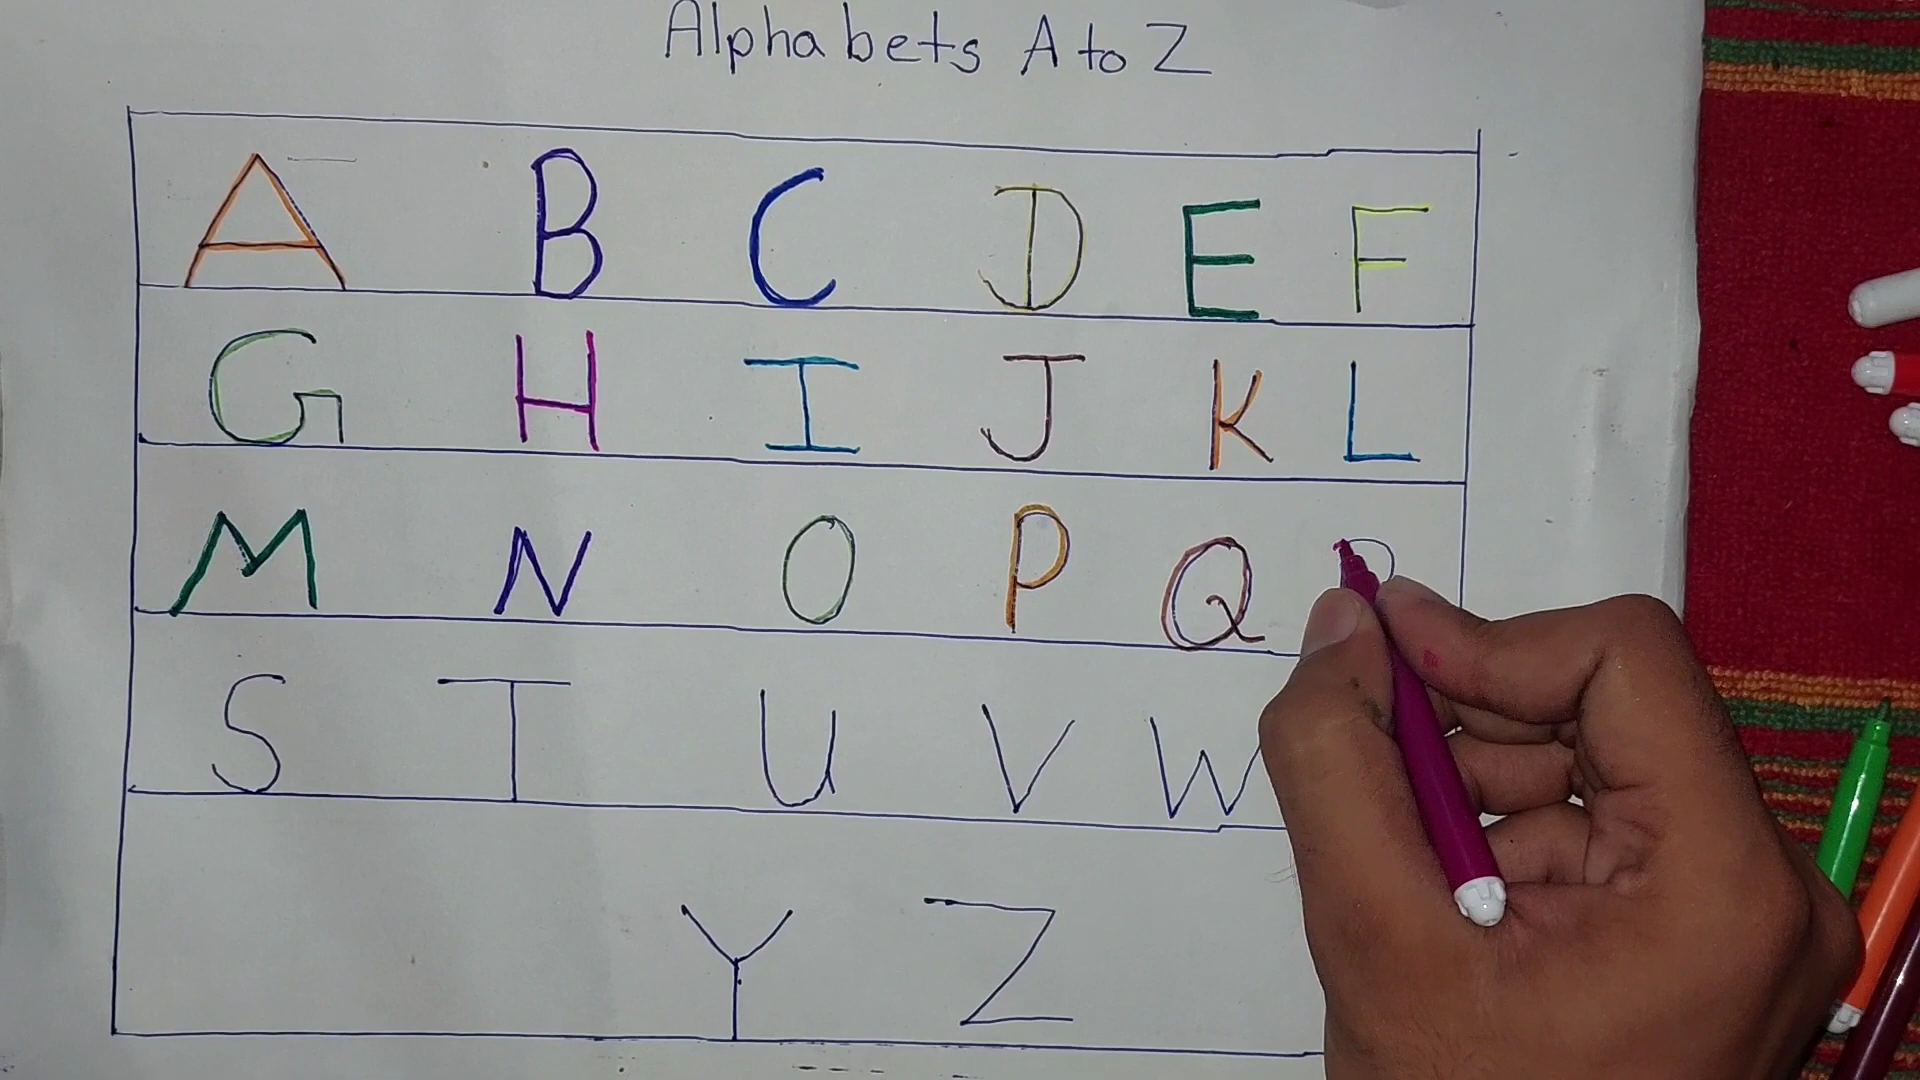 Alphabets A to Z
A B C D E F
G H I J K L
M N O P Q
S T U V W
Y Z